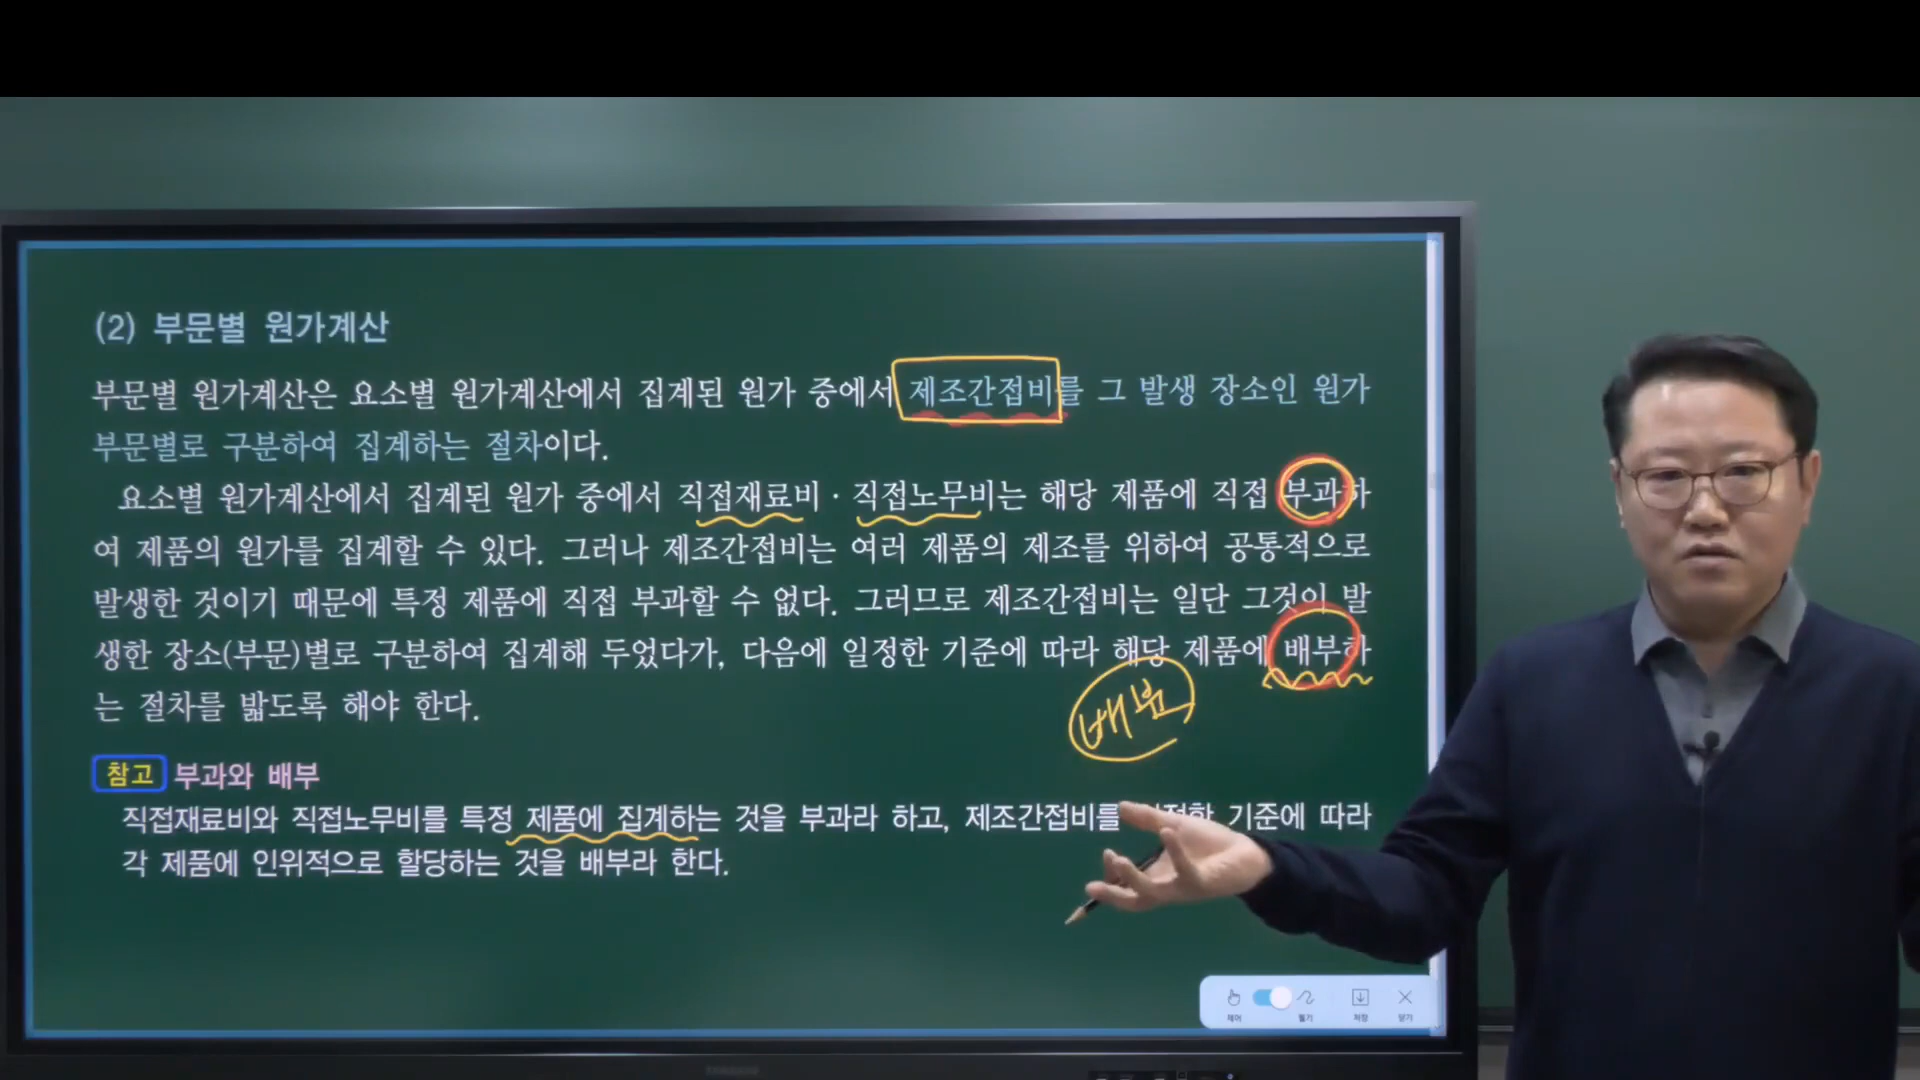 (2) 부문별 원가계산
부문별 원가계산은 요소별 원가계산에서 집계된 원가 중에서 제조간접비를 그 발생 장소인 원가
부문별로 구분하여 집계하는 절차이다.
요소별 원가계산에서 집계된 원가 중에서 직접재료비 · 직접노무비는 해당 제품에 직접 부과하
여 제품의 원가를 집계할 수 있다. 그러나 제조간접비는 여러 제품의 제조를 위하여 공통적으로
발생한 것이기 때문에 특정 제품에 직접 부과할 수 없다. 그러므로 제조간접비는 일단 그것이 발
생한 장소(부문)별로 구분하여 집계해 두었다가, 다음에 일정한 기준에 따라 해당 제품에 배부하
는 절차를 밟도록 해야 한다.
배부
참고 부과와 배부
직접재료비와 직접노무비를 특정 제품에 집계하는 것을 부과라 하고, 제조간접비를 기준에 따라
각 제품에 인위적으로 할당하는 것을 배부라 한다.
제어 필기 저장 닫기